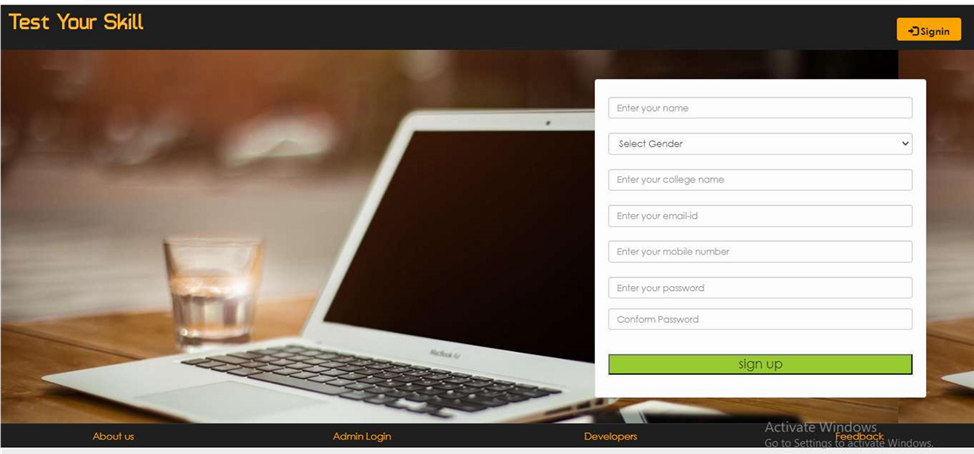 Test Your Skill
Signin
Enter your name
Select Gender
Enter your college name
Enter your email-id
Enter your mobile number
Enter your password
Conform Password
sign up
MacBook Air
About us
Admin Login
Developers
Feedback
Activate Windows
Go to Settings to activate Windows.